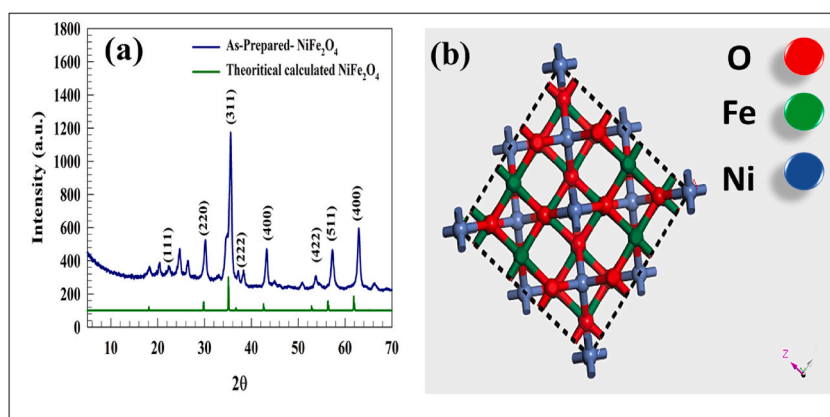 (a)
As-Prepared- NiFe₂O₄
Theoritical calculated NiFe₂O₄
Intensity (a.u.)
1800
1600
1400
1200
1000
800
600
400
200
0
(111)
(220)
(311)
(222)
(400)
(422)
(511)
(400)
10 20 30 40 50 60 70
2θ
(b)
O
Fe
Ni
Z